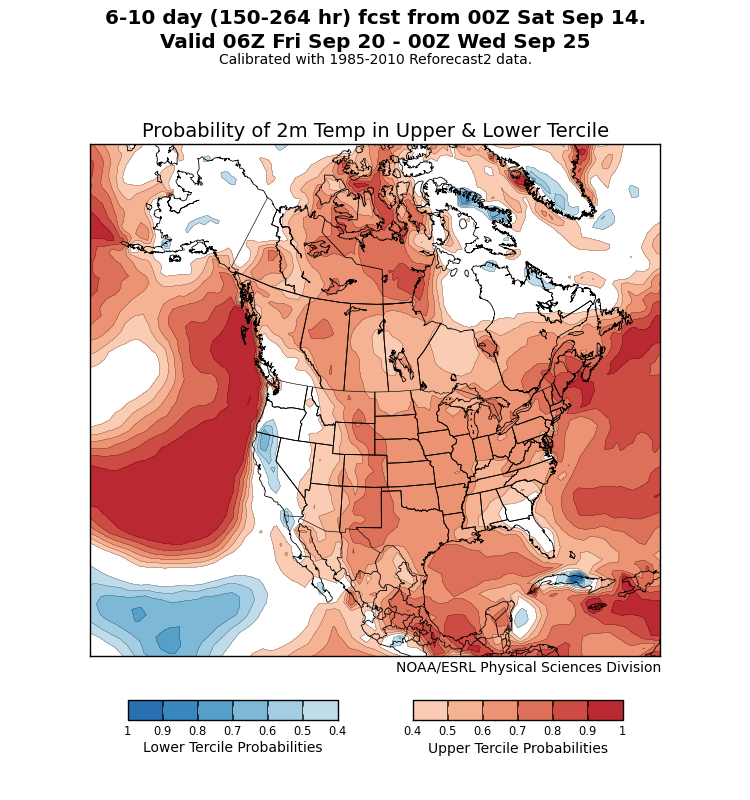 6-10 day (150-264 hr) fcst from 00Z Sat Sep 14.
Valid 06Z Fri Sep 20 - 00Z Wed Sep 25
Calibrated with 1985-2010 Reforecast2 data.
Probability of 2m Temp in Upper & Lower Tercile
NOAA/ESRL Physical Sciences Division
1 0.9 0.8 0.7 0.6 0.5 0.4
Lower Tercile Probabilities
0.4 0.5 0.6 0.7 0.8 0.9 1
Upper Tercile Probabilities